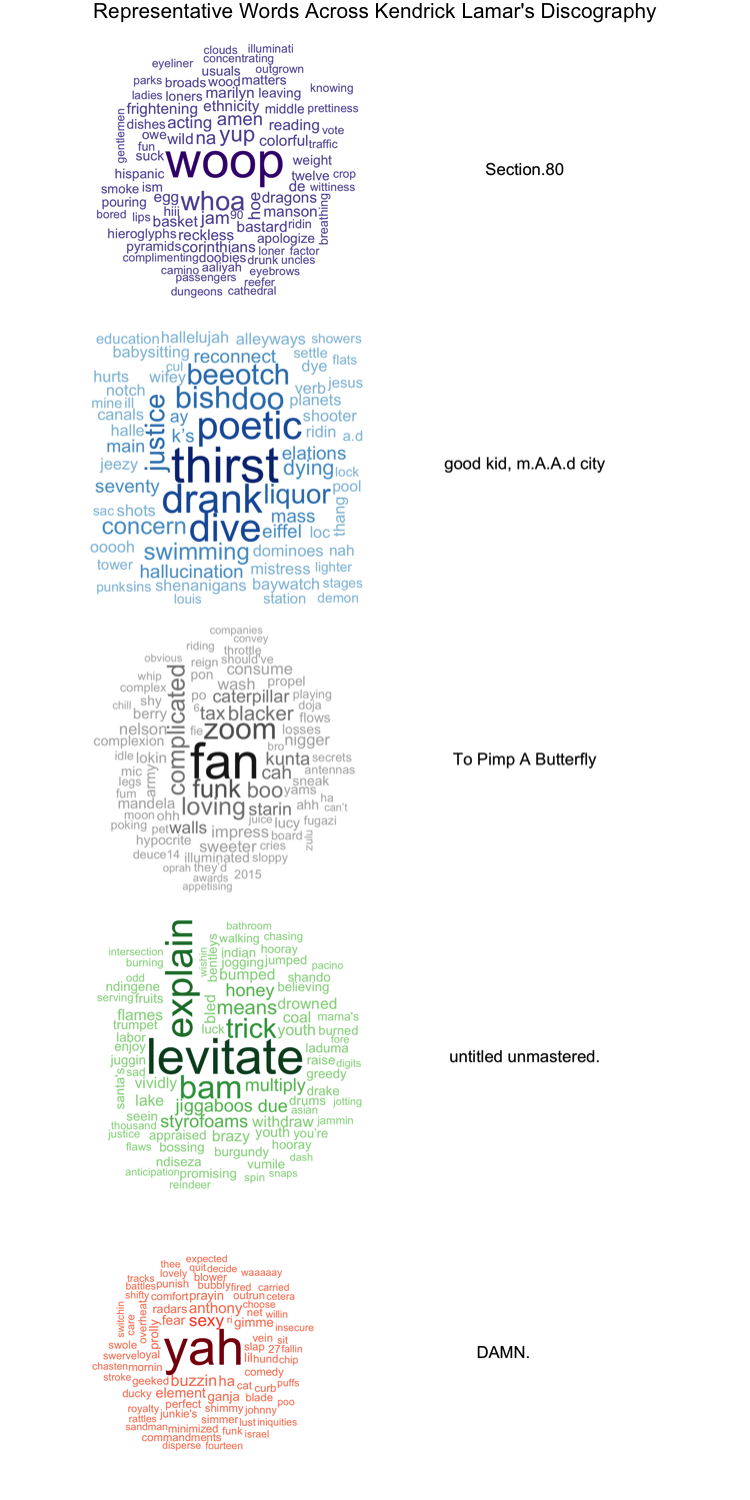 Representative Words Across Kendrick Lamar's Discography
clouds illuminati
eyeliner concentrating
usuals outgrown
parks broads wood matters knowing
ladies loners marilyn leaving
frightening ethnicity middle prettiness
gentlemen dishes acting amen reading vote
owe wild na yup colorful traffic
fun suck woop weight
hispanic twelve crop
smoke ism egg whoa hoe de wittiness
pouring hiii dragons
bored lips basket jam 90 manson breathing
hieroglyphs reckless bastard ridin
pyramids corinthians apologize
complimenting doobies loner factor
camino aaliyah drunk uncles
passengers eyebrows
reefer
dungeons cathedral
Section.80
education hallelujah alleyways showers
babysitting reconnect settle flats
cul dye
hurts wifey beeotch verb jesus
notch bishdoo planets
mine ill justice
canals ay poetic shooter
halle k's ridin a.d
main elations
jeezy thirst dying lock
seventy drank liquor pool
sac shots mass thang
concern dive eiffel loc
ooooh swimming dominoes nah
tower hallucination mistress lighter
punksins shenanigans baywatch stages
louis station demon
good kid, m.A.A.d city
companies
convey
riding throttle
obvious reign should've
whip pon consume
complex complicated wash propel
chill shy po caterpillar playing
berry 6 tax blacker doja
nelson fie zoom flows
complexion losses
bro nigger
idle lokin fan kunta secrets
mic army cah antennas
legs funk boo sneak
fum yams
mandela loving starin ahh ha
moon ohh juice lucy can't
poking pet walls impress board fugazi
hypocrite sweeter cries zulu
deuce 14 illuminated sloppy
oprah they'd
awards 2015
appetising
To Pimp A Butterfly
bathroom
explain walking chasing
intersection wishin bentleys indian hooray
burning jogging jumped pacino
odd bumped shando
ndingene honey believing
serving fruits bled means drowned
flames coal mama's
trumpet luck trick youth burned
labor fore
enjoy levitate laduma
juggin raise digits
sad greedy
santa's vividly bam multiply drake
lake jiggaboos due drums jotting
seein asian
thousand styrofoams withdraw jammin
justice appraised brazy youth you're
flaws bossing burgundy hooray
ndiseza vumile dash
anticipation promising spin snaps
reindeer
untitled unmastered.
expected
thee quit decide
lovely blower waaaaay
tracks punish bubbly fired carried
battles
shifty comfort prayin outrun cetera
switchin radars anthony choose
care overheat fear sexy ri gimme net willin
prolly insecure
swole yah vein sit
swerve loyal slap 27 fallin
chasten mornin lil hund chip
stroke comedy
geeked buzzin ha cat curb puffs
ducky element ganja blade poo
royalty perfect shimmy johnny
rattles junkie's simmer lust iniquities
sandman minimized funk israel
commandments
disperse fourteen
DAMN.